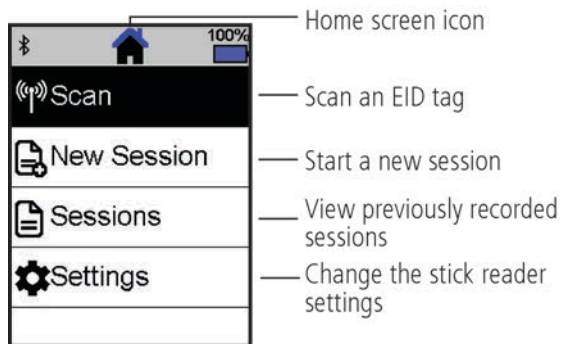 Home screen icon
100%
Scan
Scan an EID tag
New Session
Start a new session
Sessions
View previously recorded
sessions
Settings
Change the stick reader
settings